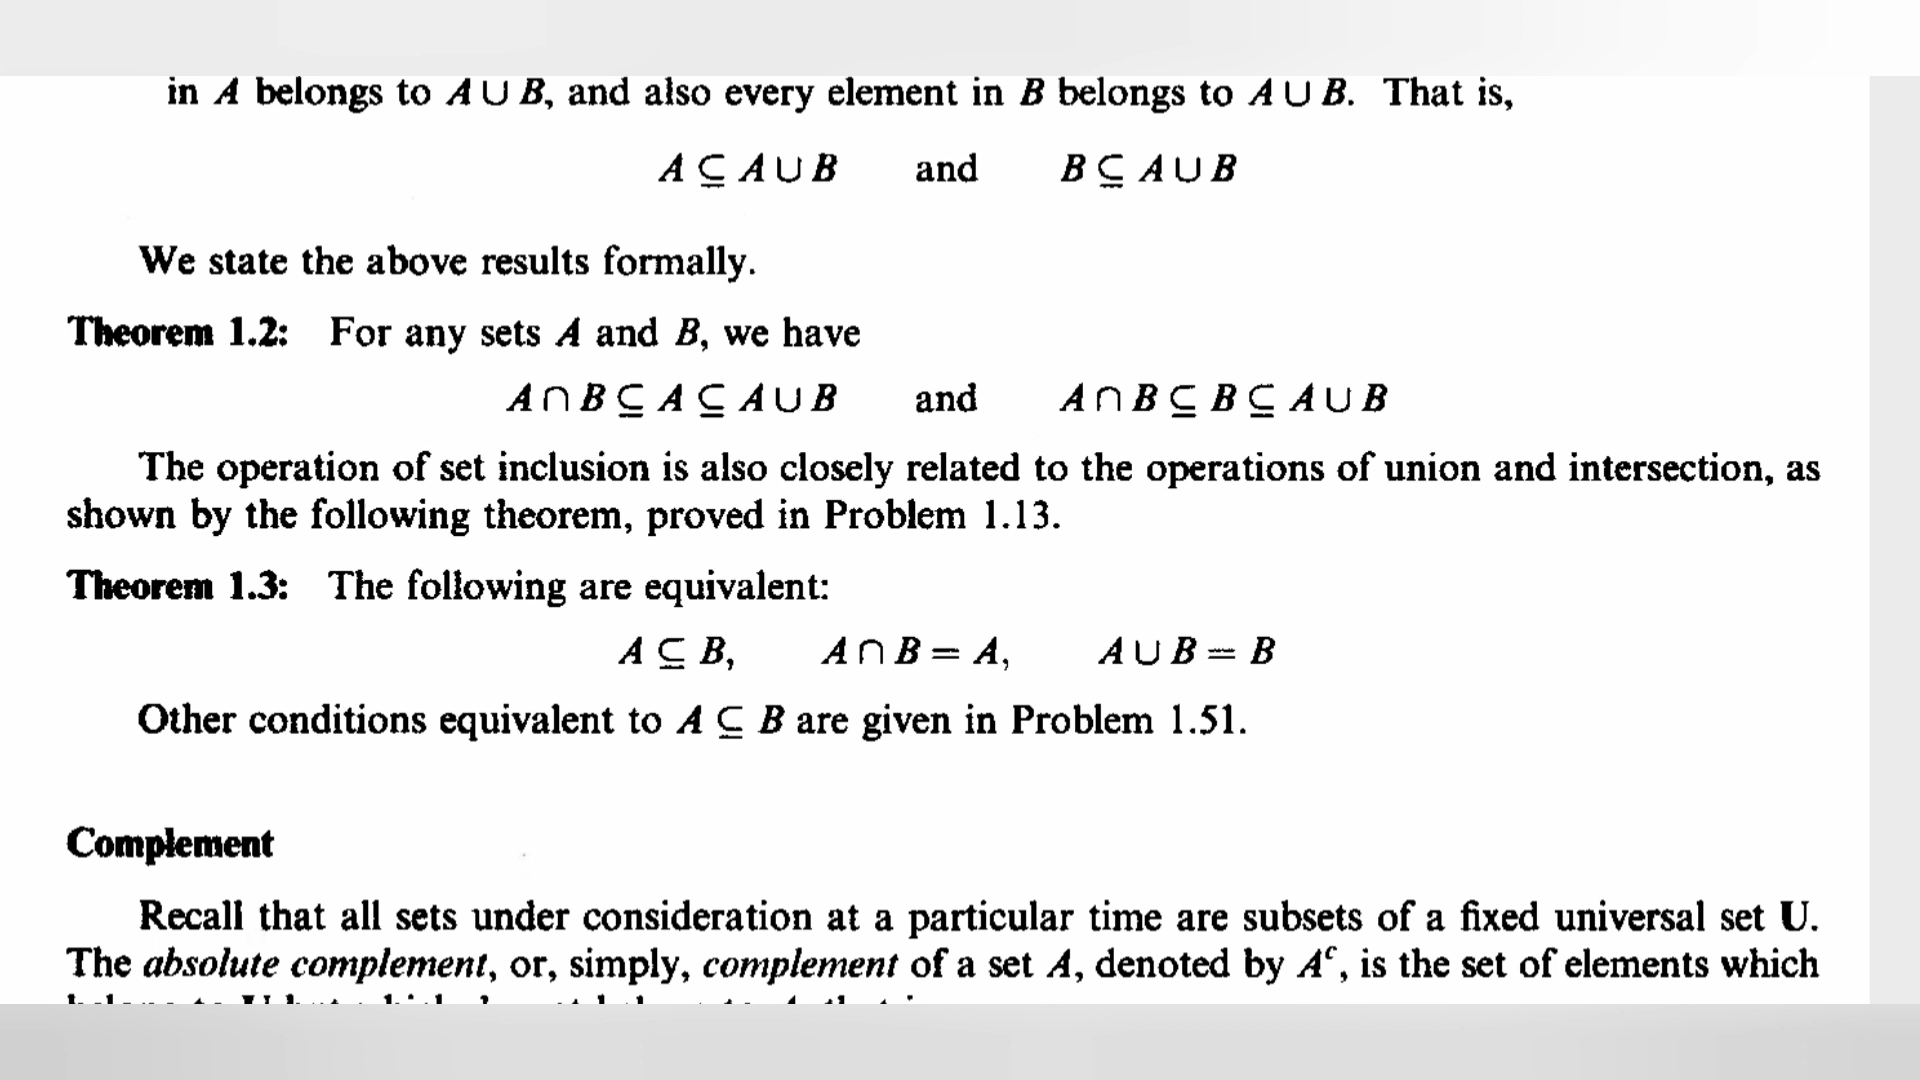 in A belongs to A ∪ B, and also every element in B belongs to A ∪ B. That is,
A ⊆ A ∪ B and B ⊆ A ∪ B
We state the above results formally.
Theorem 1.2: For any sets A and B, we have
A ∩ B ⊆ A ⊆ A ∪ B and A ∩ B ⊆ B ⊆ A ∪ B
The operation of set inclusion is also closely related to the operations of union and intersection, as
shown by the following theorem, proved in Problem 1.13.
Theorem 1.3: The following are equivalent:
A ⊆ B, A ∩ B = A, A ∪ B = B
Other conditions equivalent to A ⊆ B are given in Problem 1.51.
Complement
Recall that all sets under consideration at a particular time are subsets of a fixed universal set U.
The absolute complement, or, simply, complement of a set A, denoted by Aᶜ, is the set of elements which